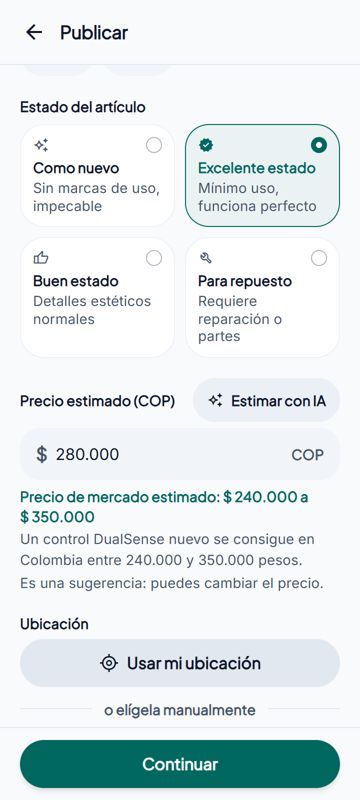 Publicar
Estado del artículo
Como nuevo
Sin marcas de uso,
impecable
Excelente estado
Mínimo uso,
funciona perfecto
Buen estado
Detalles estéticos
normales
Para repuesto
Requiere
reparación o
partes
Precio estimado (COP)
Estimar con IA
$ 280.000
COP
Precio de mercado estimado: $ 240.000 a
$ 350.000
Un control DualSense nuevo se consigue en
Colombia entre 240.000 y 350.000 pesos.
Es una sugerencia: puedes cambiar el precio.
Ubicación
Usar mi ubicación
o elígela manualmente
Continuar